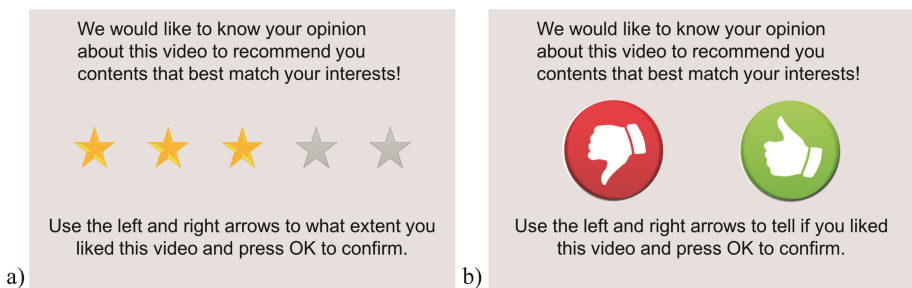 We would like to know your opinion
about this video to recommend you
contents that best match your interests!
Use the left and right arrows to what extent you
liked this video and press OK to confirm.
a)
We would like to know your opinion
about this video to recommend you
contents that best match your interests!
Use the left and right arrows to tell if you liked
this video and press OK to confirm.
b)